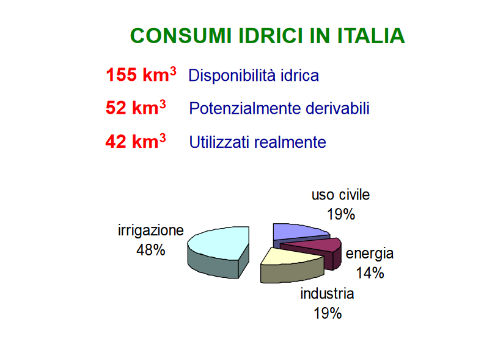 CONSUMI IDRICI IN ITALIA
155 km³ Disponibilità idrica
52 km³ Potenzialmente derivabili
42 km³ Utilizzati realmente
uso civile
19%
irrigazione
48%
energia
14%
industria
19%